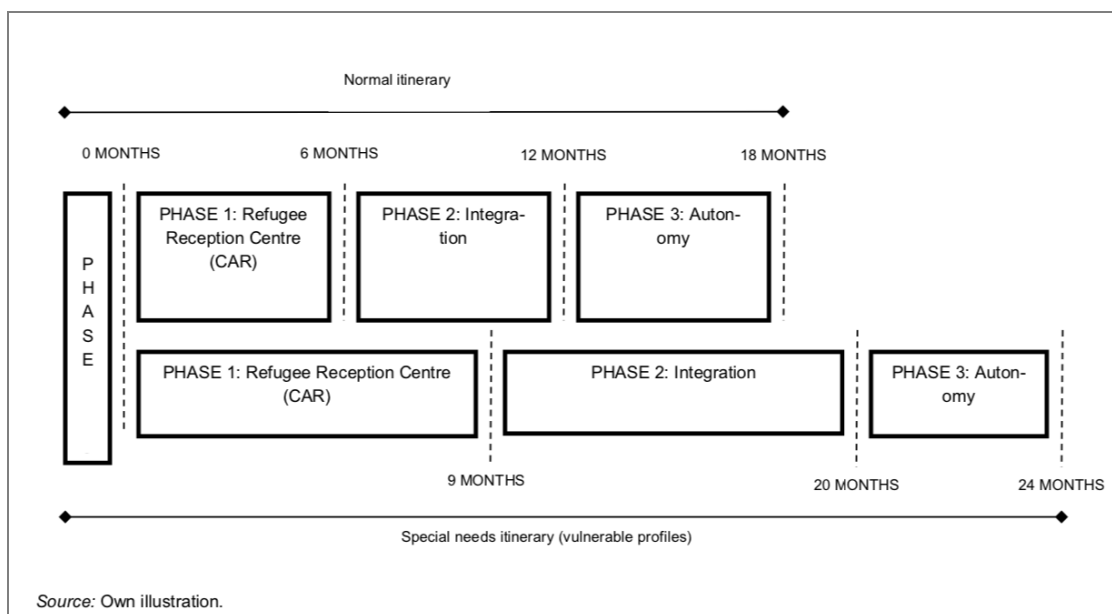 Normal itinerary
0 MONTHS 6 MONTHS 12 MONTHS 18 MONTHS
P
H
A
S
E
PHASE 1: Refugee
Reception Centre
(CAR)
PHASE 2: Integra-
tion
PHASE 3: Auton-
omy
PHASE 1: Refugee Reception Centre
(CAR)
PHASE 2: Integration
PHASE 3: Auton-
omy
9 MONTHS 20 MONTHS 24 MONTHS
Special needs itinerary (vulnerable profiles)
Source: Own illustration.